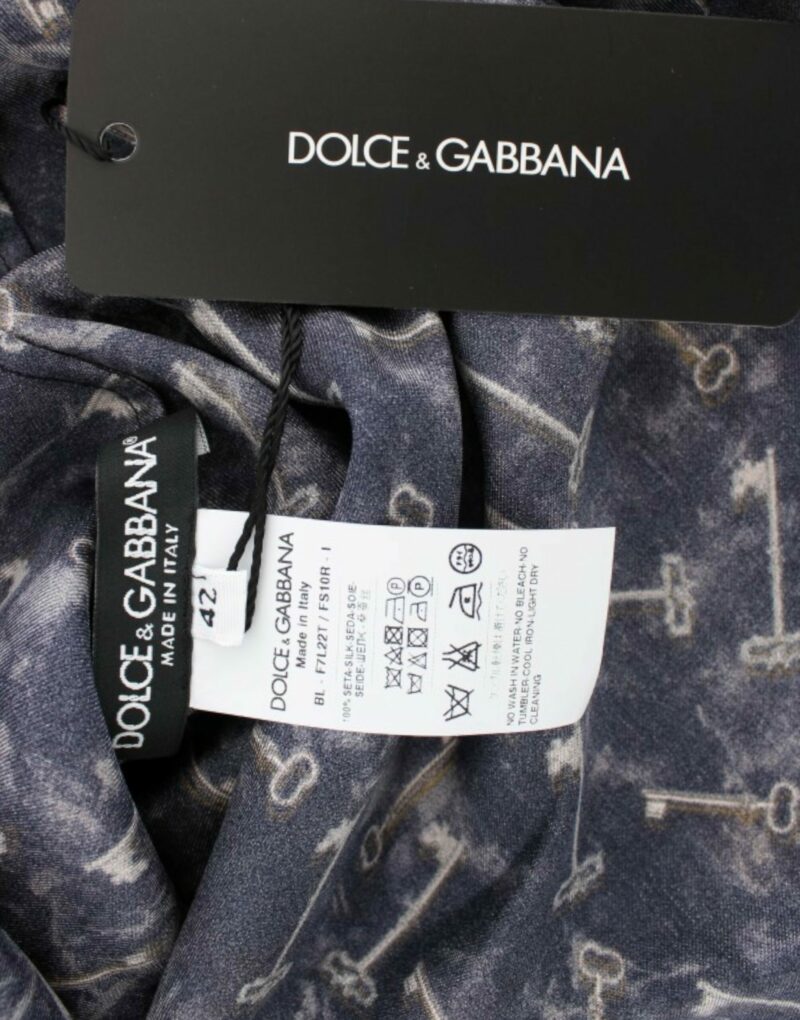 DOLCE & GABBANA
DOLCE & GABBANA®
MADE IN ITALY
42
DOLCE & GABBANA
Made in Italy
BL - F7L22T / FS10R - I
100% SETA-SILK-SEDA-SOIE-
SEIDE-ШЕЛК-
P
P
NO WASH IN WATER-NO BLEACH-NO
TUMBLER-COOL IRON-LIGHT DRY
CLEANING